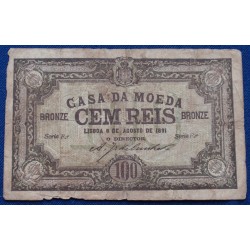 CASA DA MOEDA
BRONZE CEM REIS BRONZE
LISBOA 6 DE AGOSTO DE 1891
O DIRECTOR
100